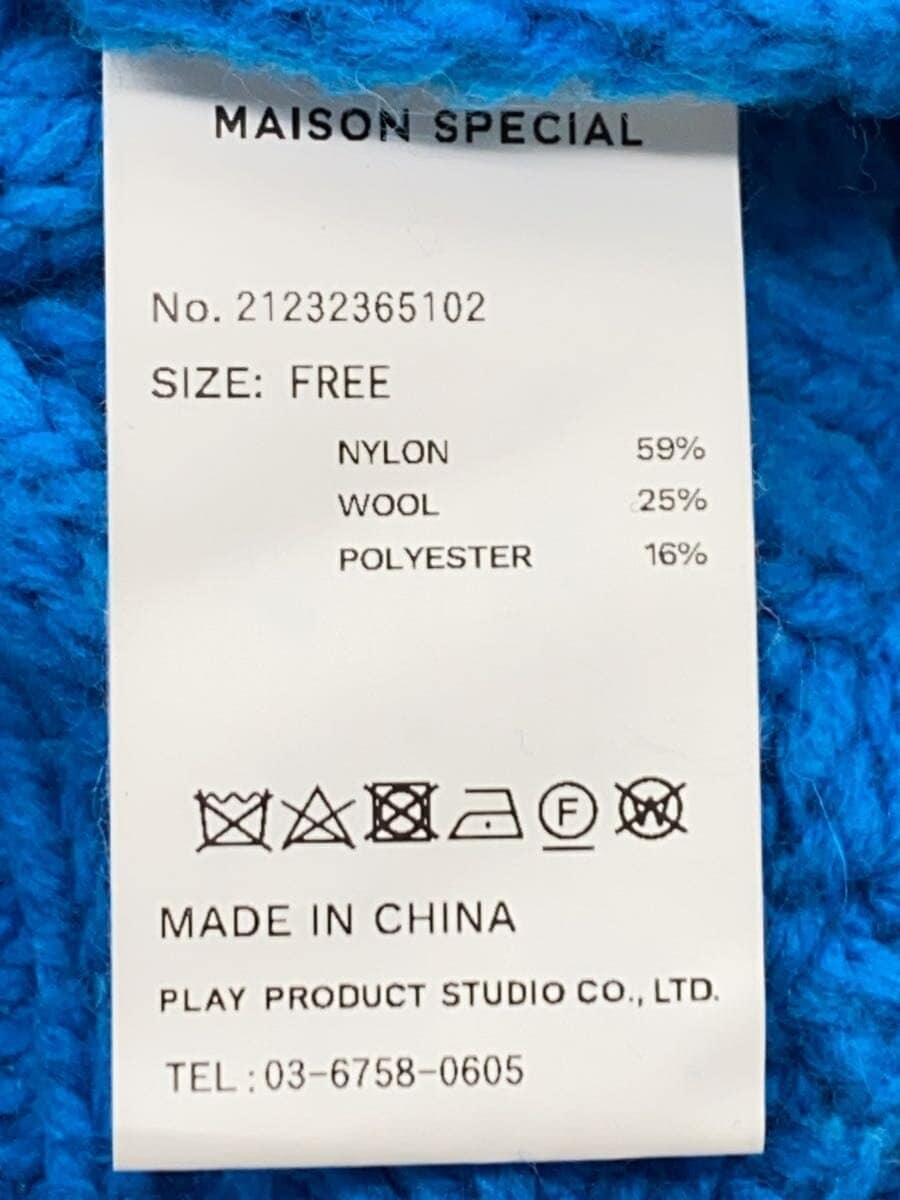 MAISON SPECIAL
No. 21232365102
SIZE: FREE
NYLON 59%
WOOL 25%
POLYESTER 16%
F W
MADE IN CHINA
PLAY PRODUCT STUDIO CO., LTD.
TEL:03-6758-0605